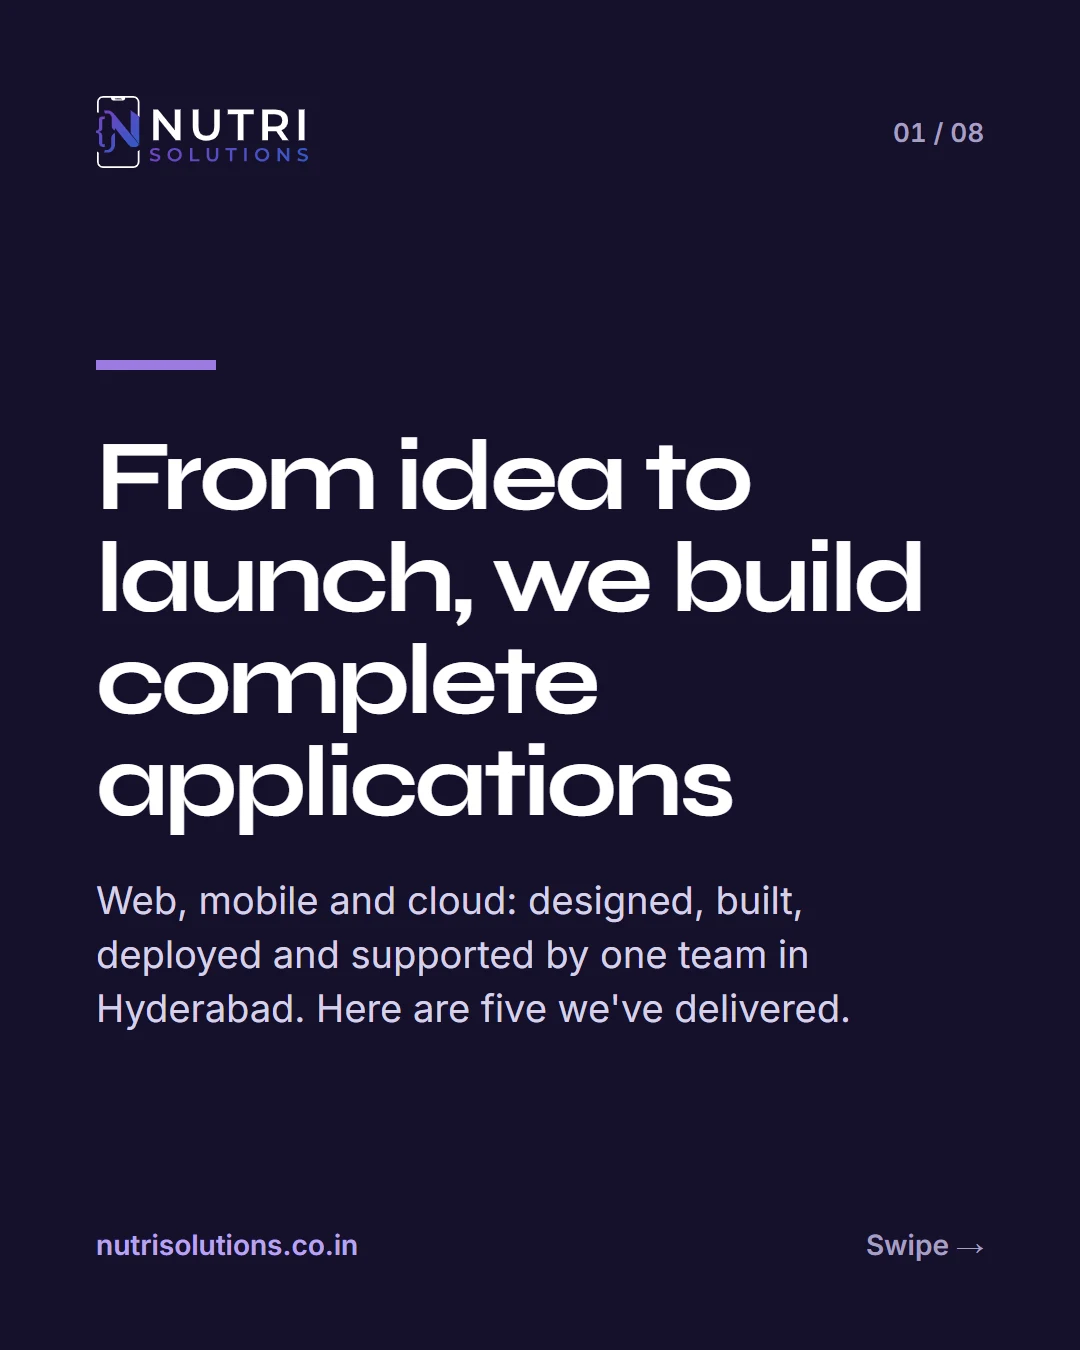 NUTRI
SOLUTIONS
01 / 08
From idea to
launch, we build
complete
applications
Web, mobile and cloud: designed, built,
deployed and supported by one team in
Hyderabad. Here are five we've delivered.
nutrisolutions.co.in
Swipe →